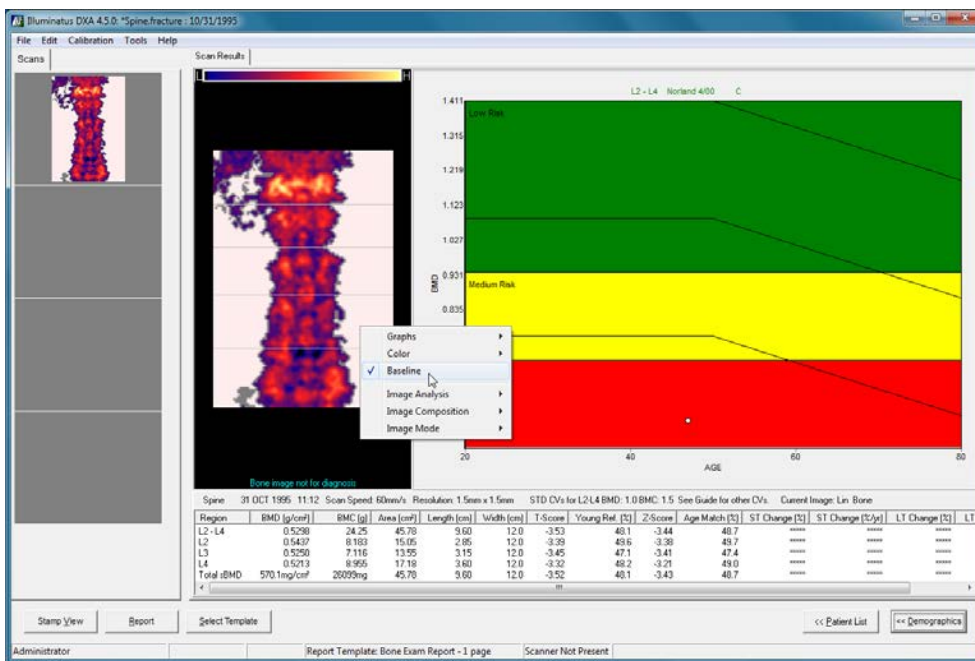 Illuminatus DXA 4.5.0: *Spine.fracture : 10/31/1995
File Edit Calibration Tools Help
Scans
Scan Results
L H
L2 - L4 Norland 4/00 C
1.411
Low Risk
1.315
1.219
1.123
1.027
0.931
Medium Risk
0.835
BMD
20 40 60 80
AGE
Graphs
Color
✓ Baseline
Image Analysis
Image Composition
Image Mode
Bone image not for diagnosis
Spine 31 OCT 1995 11:12 Scan Speed: 60mm/s Resolution: 1.5mm x 1.5mm STD CVs for L2-L4 BMD: 1.0 BMC: 1.5 See Guide for other CVs. Current Image: Lin Bone
Region BMD [g/cm²] BMC [g] Area [cm²] Length [cm] Width [cm] T-Score Young Ref. [%] Z-Score Age Match [%] ST Change [%] ST Change [%/yr] LT Change [%] LT
L2 - L4 0.5298 24.25 45.78 9.60 12.0 -3.53 48.1 -3.44 48.7 ***** ***** *****
L2 0.5437 8.183 15.05 2.85 12.0 -3.39 49.6 -3.38 49.7 ***** ***** *****
L3 0.5250 7.116 13.55 3.15 12.0 -3.45 47.1 -3.41 47.4 ***** ***** *****
L4 0.5213 8.955 17.18 3.60 12.0 -3.32 48.2 -3.21 49.0 ***** ***** *****
Total sBMD 570.1mg/cm² 26099mg 45.78 9.60 12.0 -3.52 48.1 -3.43 48.7 ***** ***** *****
Stamp View Report Select Template << Patient List << Demographics
Administrator Report Template: Bone Exam Report - 1 page Scanner Not Present